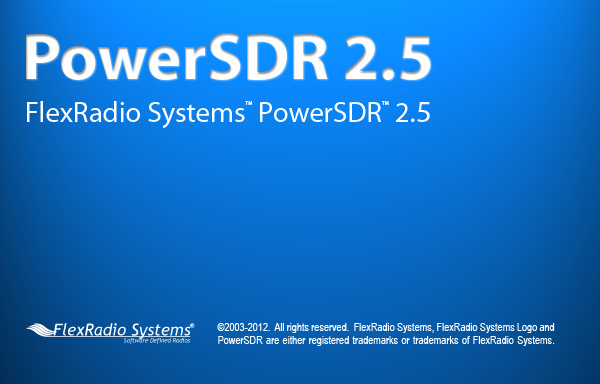 PowerSDR 2.5
FlexRadio Systems™ PowerSDR™ 2.5
FlexRadio Systems®
Software Defined Radios
©2003-2012. All rights reserved. FlexRadio Systems, FlexRadio Systems Logo and
PowerSDR are either registered trademarks or trademarks of FlexRadio Systems.